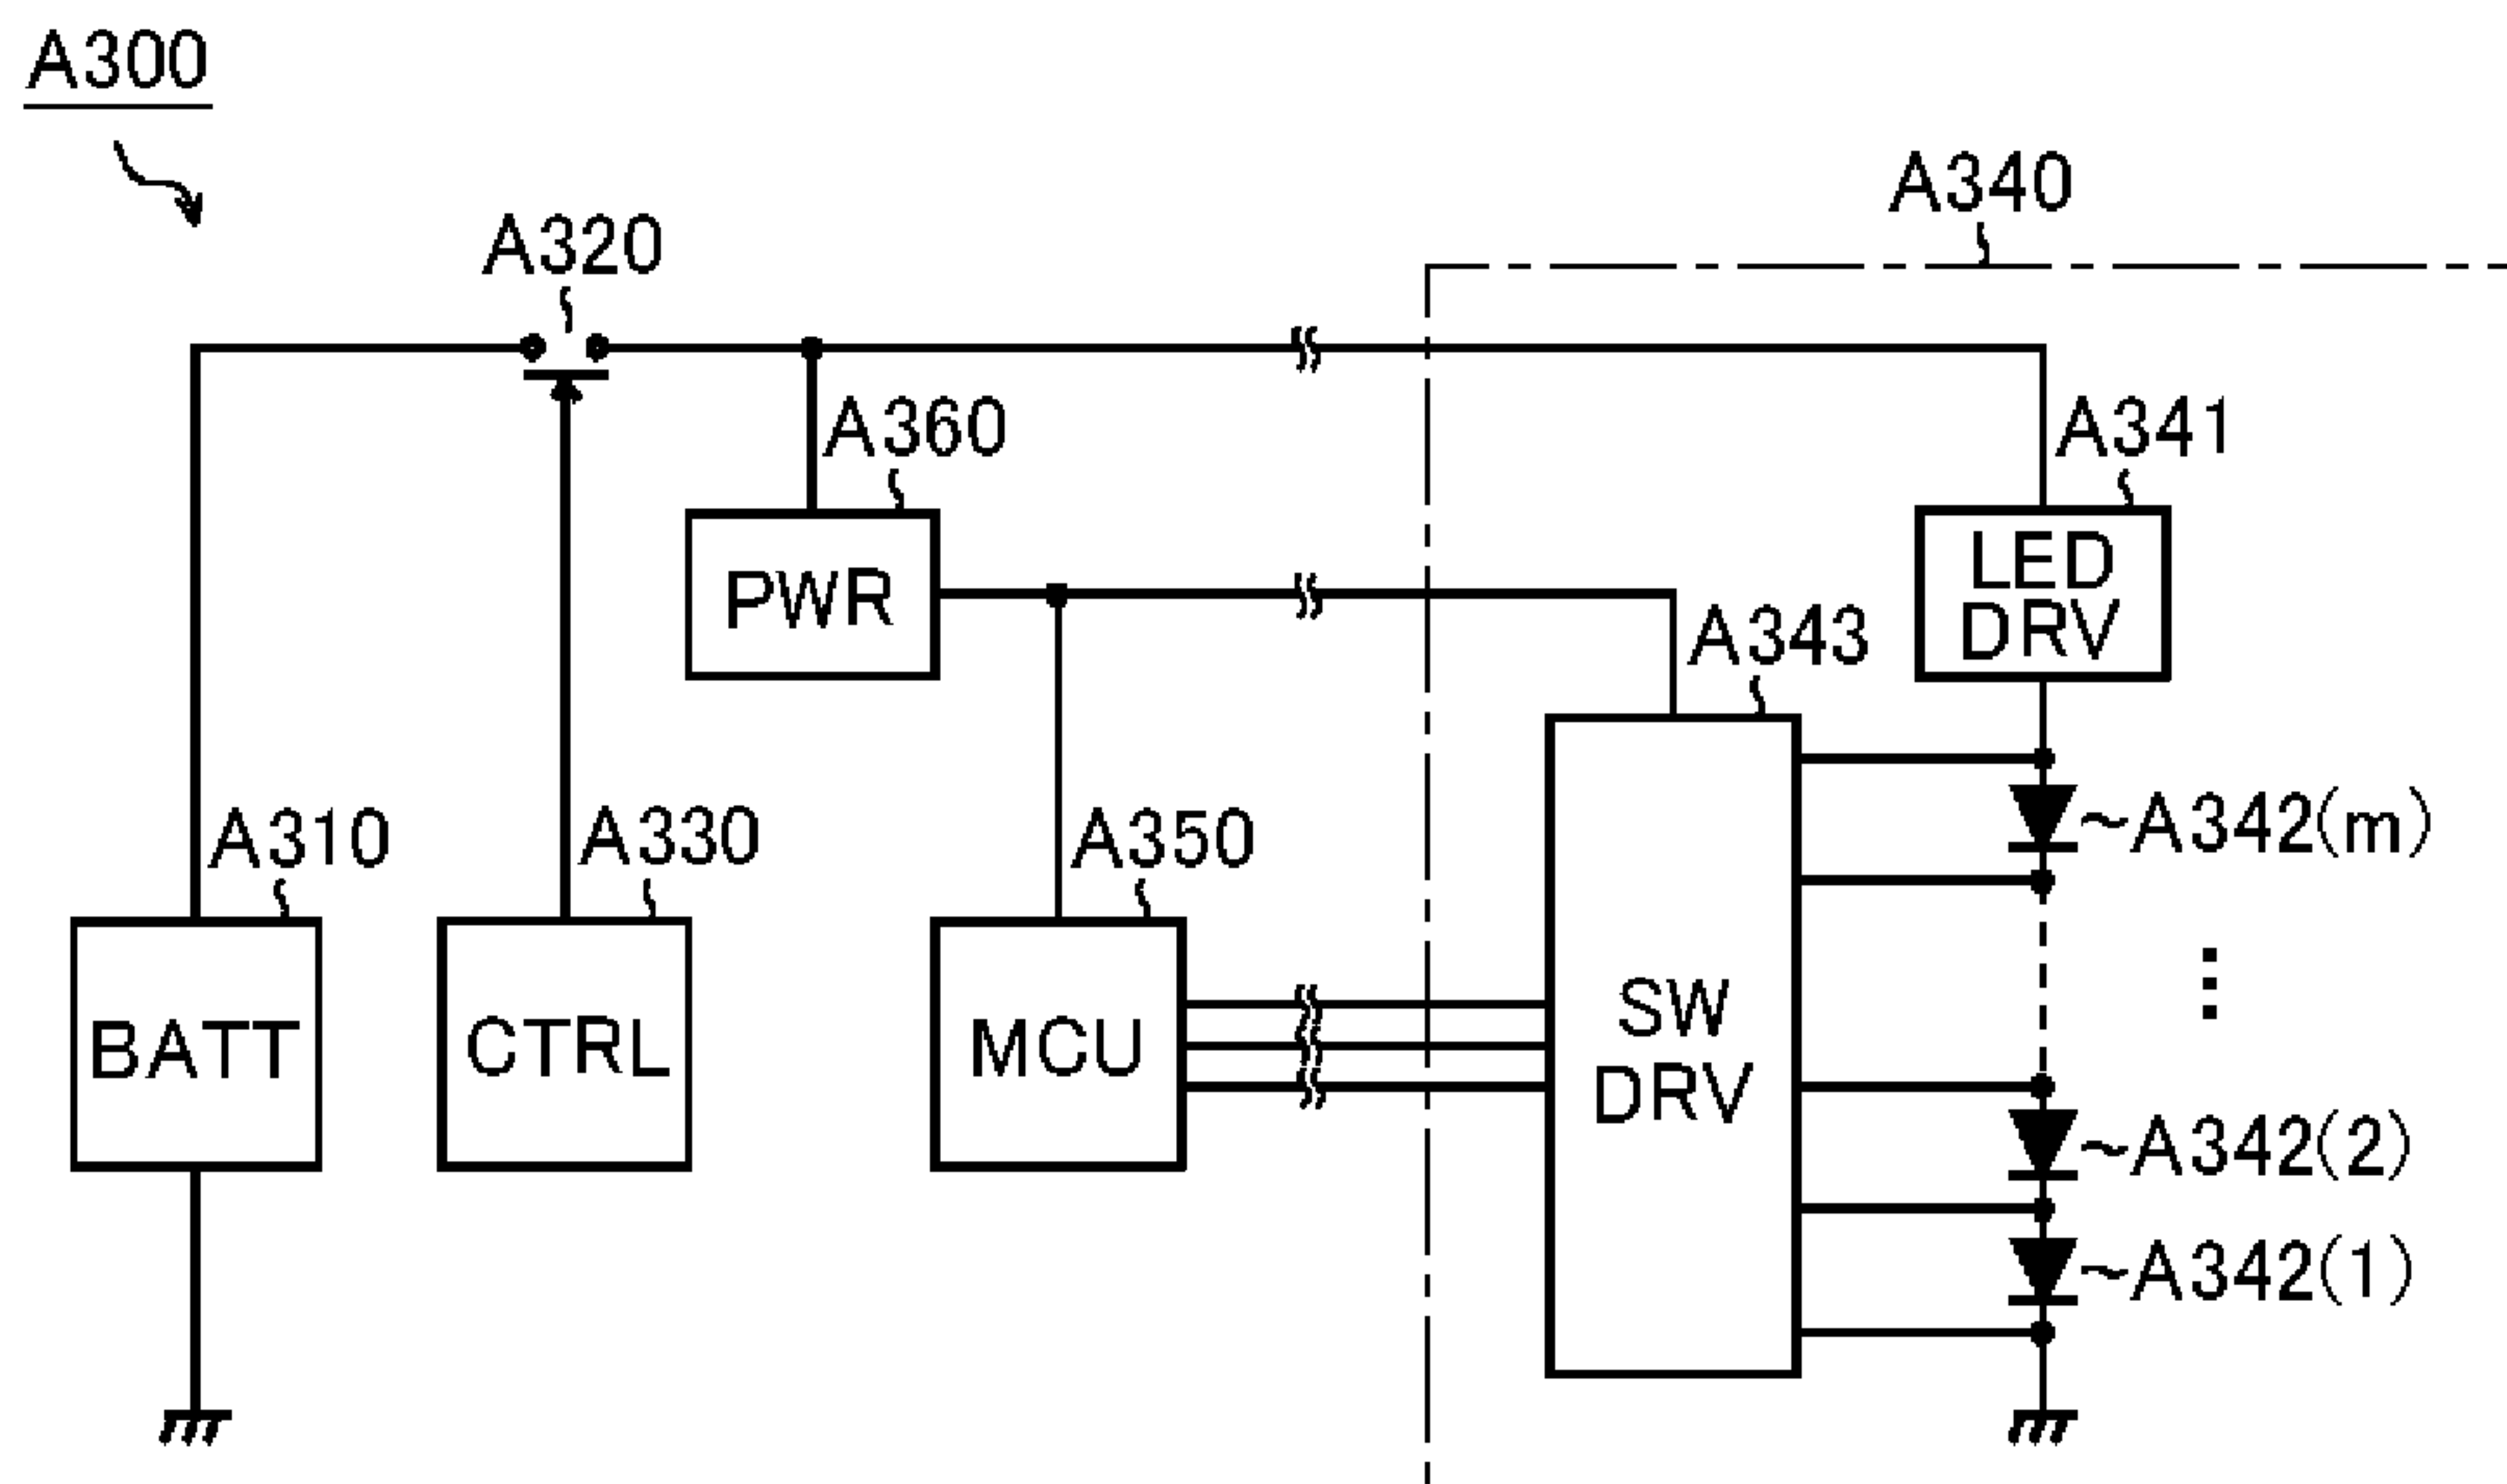 A300
A340
A320
A360
A341
PWR
LED
DRV
A343
A310
A330
A350
~A342(m)
BATT
CTRL
MCU
SW
DRV
~A342(2)
~A342(1)